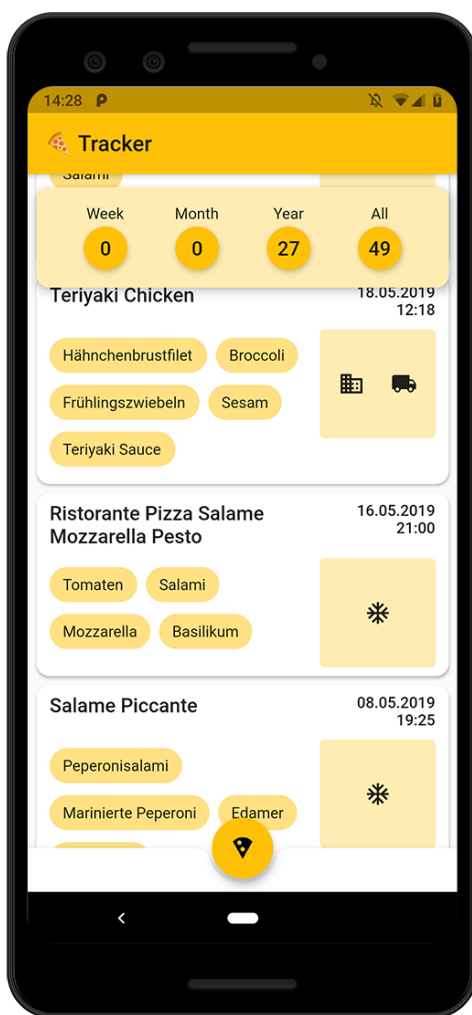 14:28
Tracker
Salami
Week Month Year All
0 0 27 49
Teriyaki Chicken
18.05.2019
12:18
Hähnchenbrustfilet Broccoli
Frühlingszwiebeln Sesam
Teriyaki Sauce
Ristorante Pizza Salame
Mozzarella Pesto
16.05.2019
21:00
Tomaten Salami
Mozzarella Basilikum
Salame Piccante
08.05.2019
19:25
Peperonisalami
Marinierte Peperoni Edamer